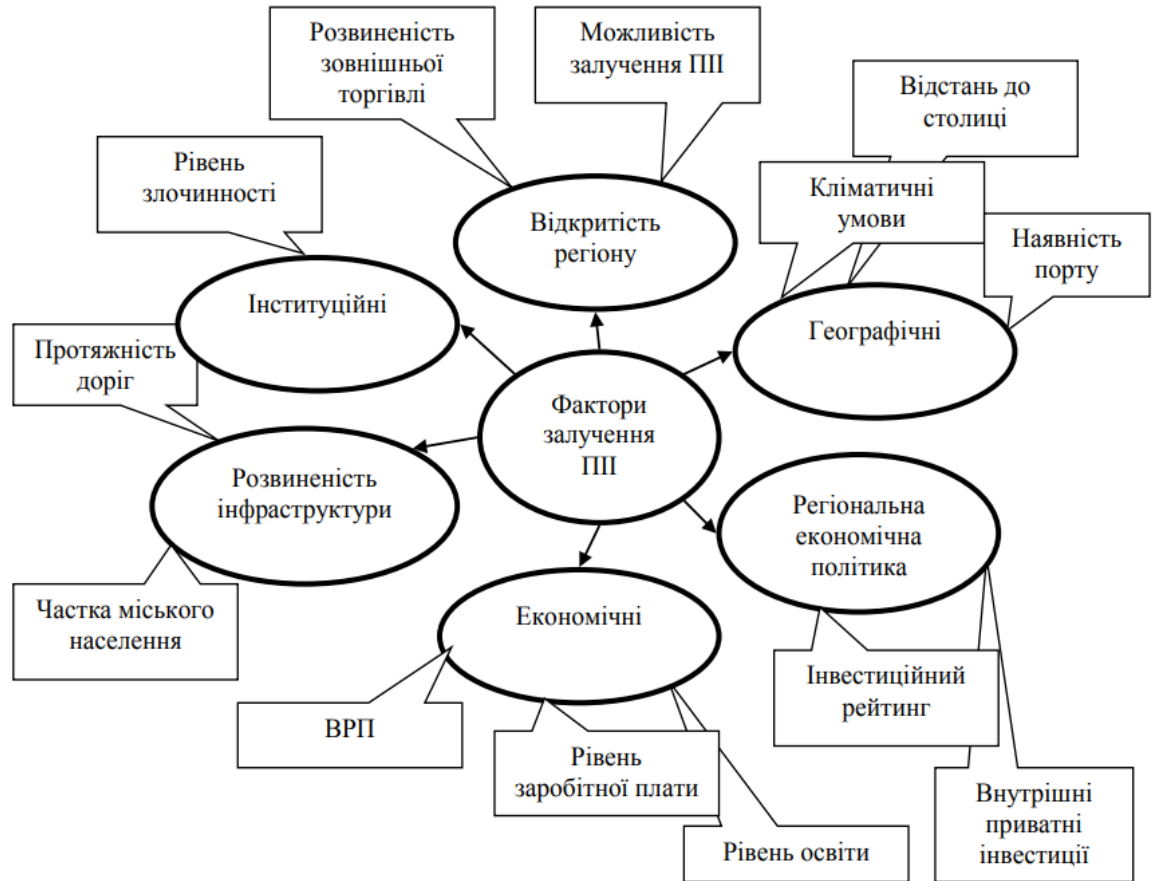 Розвиненість
зовнішньої
торгівлі
Можливість
залучення ПІІ
Відстань до
столиці
Рівень
злочинності
Кліматичні
умови
Наявність
порту
Відкритість
регіону
Інституційні
Географічні
Протяжність
доріг
Фактори
залучення
ПІІ
Розвиненість
інфраструктури
Регіональна
економічна
політика
Частка міського
населення
Економічні
Інвестиційний
рейтинг
ВРП
Рівень
заробітної плати
Внутрішні
приватні
інвестиції
Рівень освіти